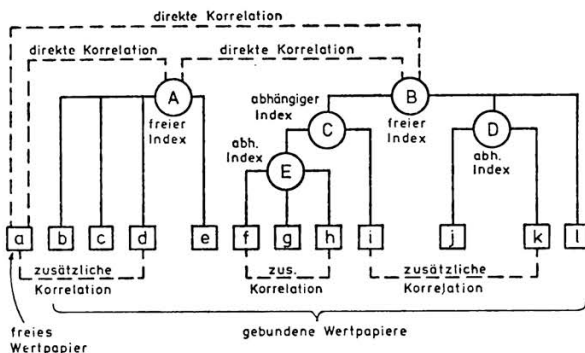 direkte Korrelation
direkte Korrelation
direkte Korrelation
A
freier
Index
abhängiger
Index
B
freier
Index
C
D
abh.
Index
abh.
Index
E
a
b
c
d
e
f
g
h
i
j
k
l
zusätzliche
Korrelation
zus.
Korrelation
zusätzliche
Korrelation
freies
Wertpapier
gebundene Wertpapiere